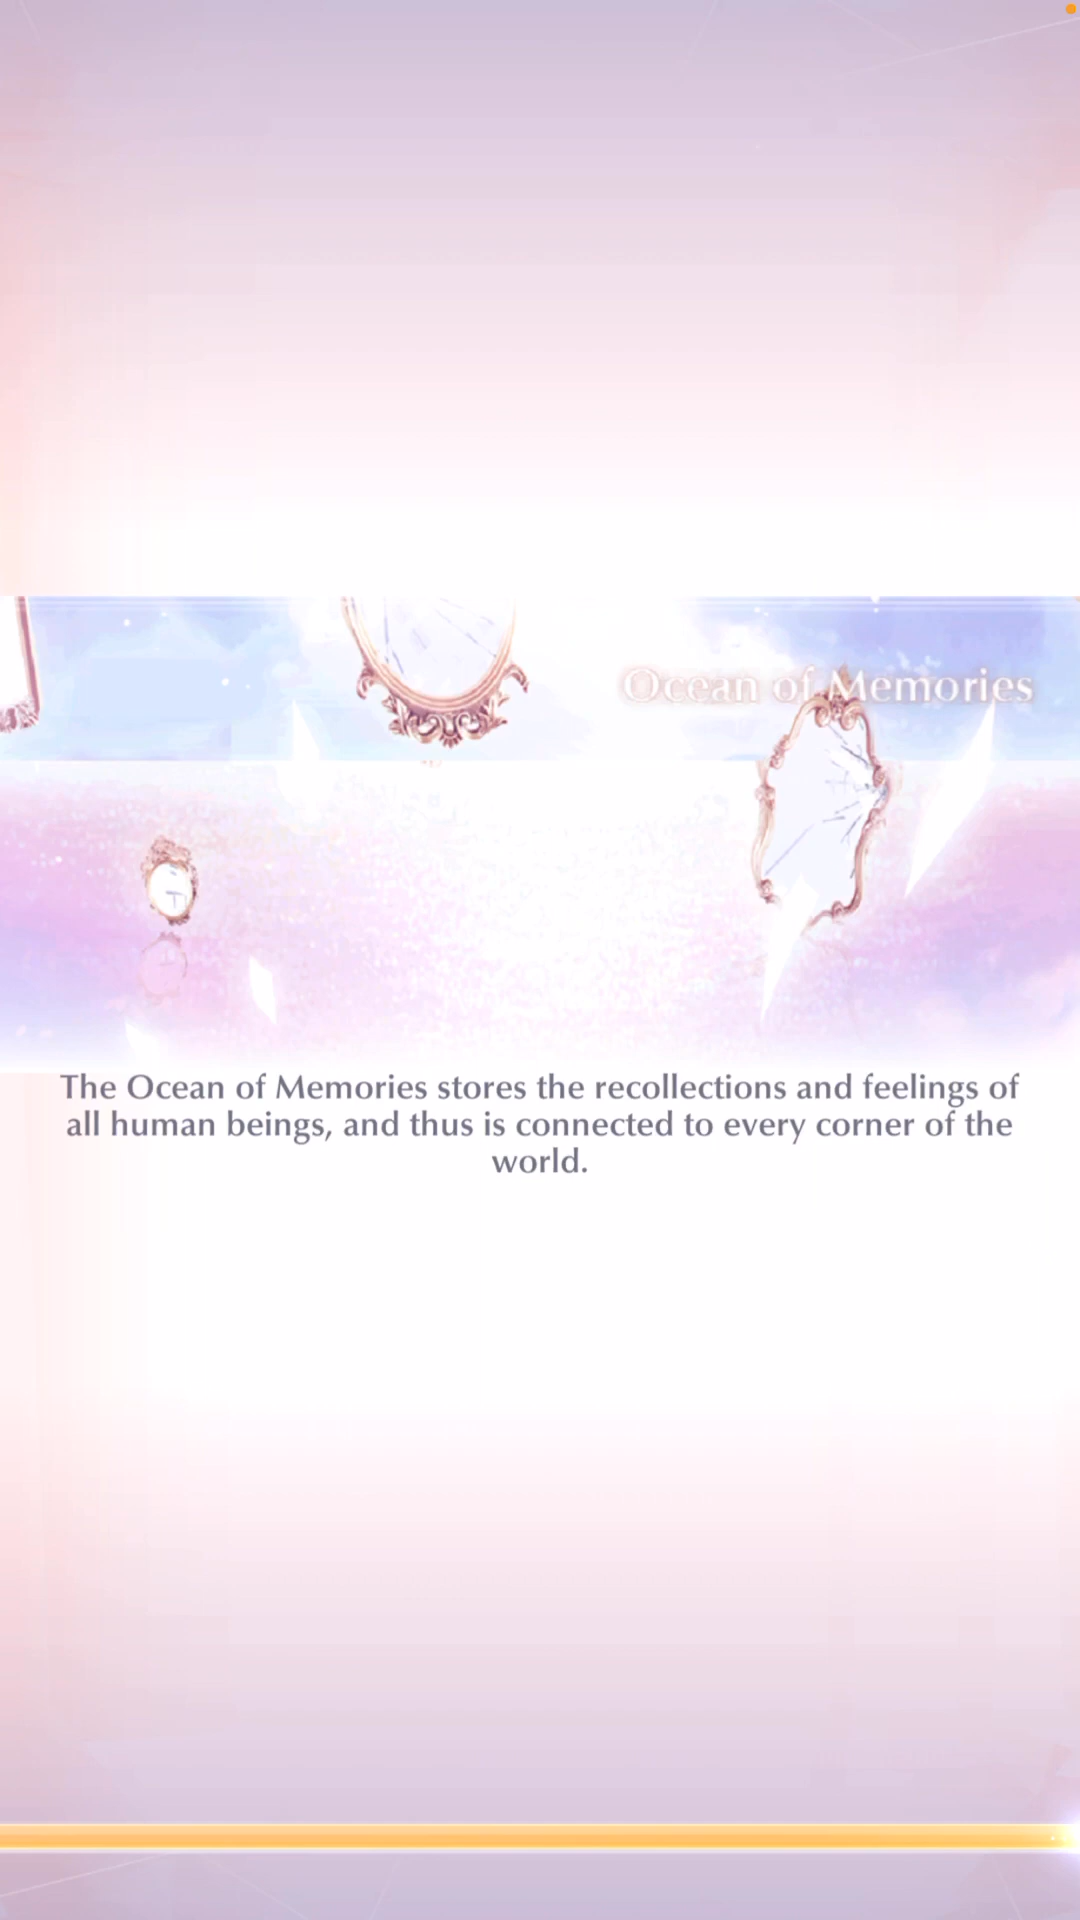 Ocean of Memories
The Ocean of Memories stores the recollections and feelings of
all human beings, and thus is connected to every corner of the
world.